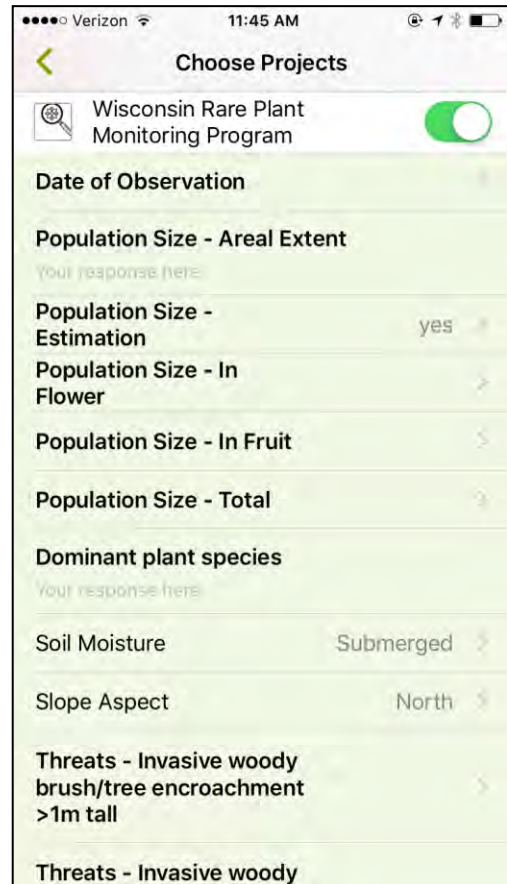 Verizon 11:45 AM
Choose Projects
Wisconsin Rare Plant
Monitoring Program
Date of Observation
Population Size - Areal Extent
Your response here
Population Size -
Estimation yes
Population Size - In
Flower
Population Size - In Fruit
Population Size - Total
Dominant plant species
Your response here
Soil Moisture Submerged
Slope Aspect North
Threats - Invasive woody
brush/tree encroachment
>1m tall
Threats - Invasive woody